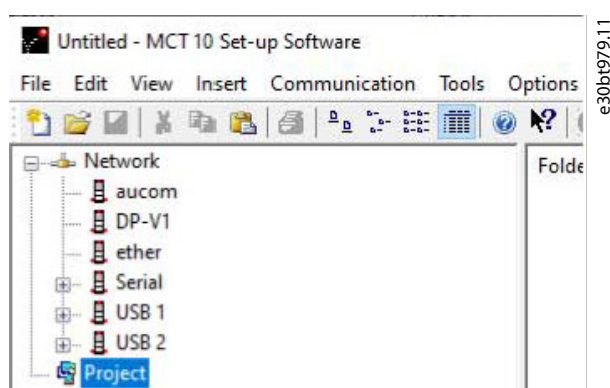 Untitled - MCT 10 Set-up Software
File Edit View Insert Communication Tools Options
Network
aucom
DP-V1
ether
Serial
USB 1
USB 2
Project
Folde
e30bt979.11